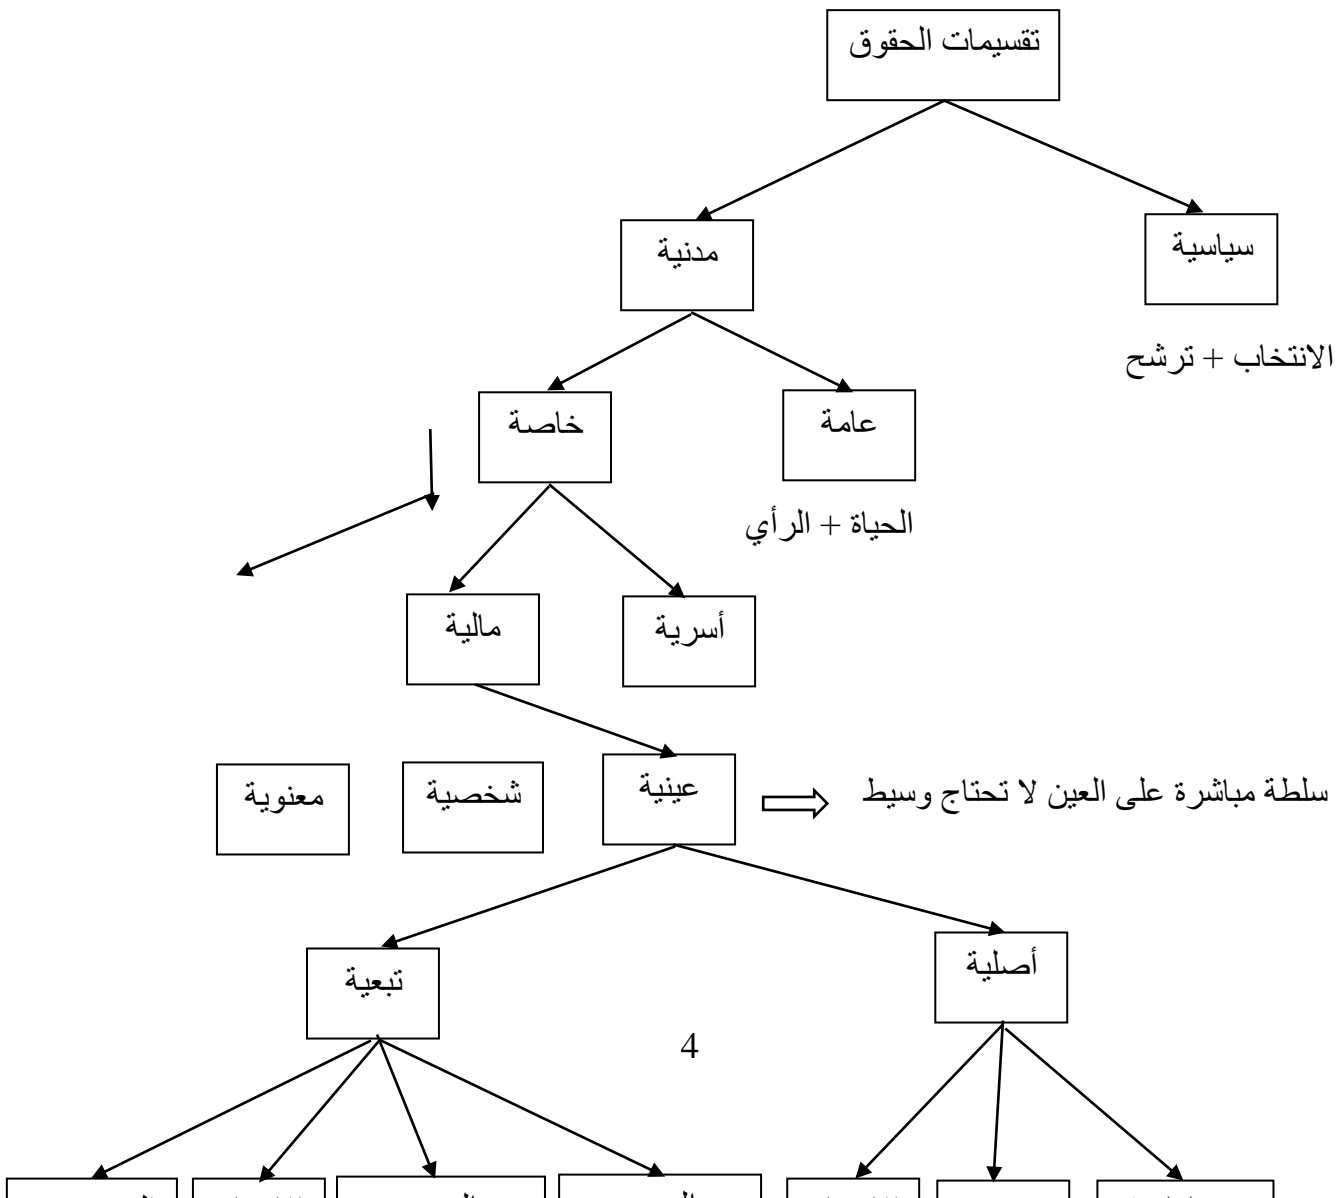 تقسيمات الحقوق
سياسية
مدنية
الانتخاب + ترشح
عامة
خاصة
الحياة + الرأي
أسرية
مالية
سلطة مباشرة على العين لا تحتاج وسيط
عينية
شخصية
معنوية
أصلية
تبعية
4